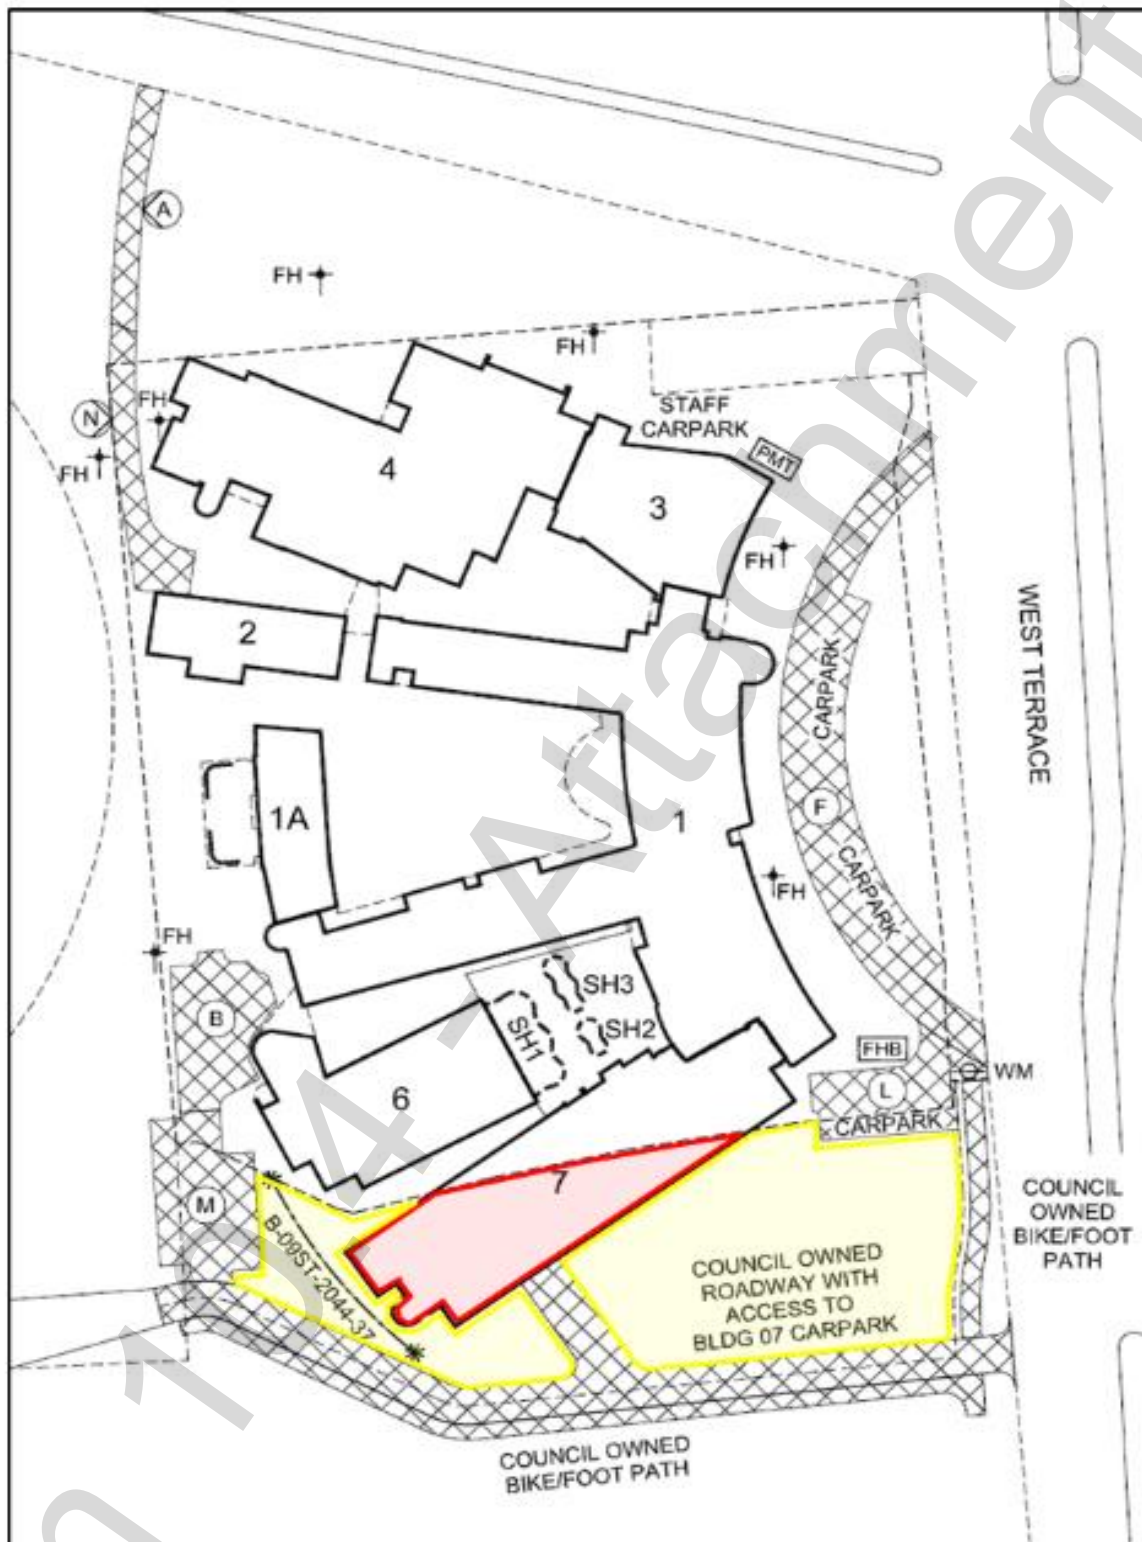 A
FH
FH
FH
N
STAFF
CARPARK
FH
PMT
4
3
FH
2
WEST TERRACE
CARPARK
1A
1
F
CARPARK
FH
FH
SH3
B
SH1
SH2
FHB
WM
L
6
CARPARK
7
M
B-09ST-2044-37
COUNCIL
OWNED
BIKE/FOOT
PATH
COUNCIL OWNED
ROADWAY WITH
ACCESS TO
BLDG 07 CARPARK
COUNCIL OWNED
BIKE/FOOT PATH
104 - Attachment